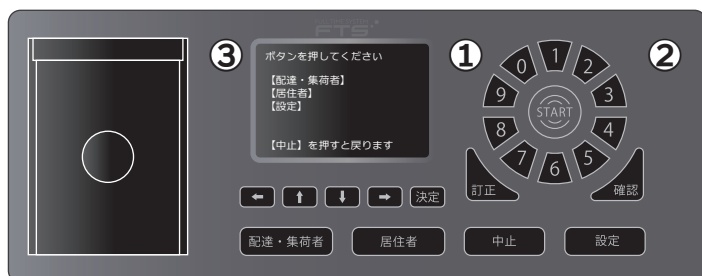 FTS
③
ボタンを押してください
【配達・集荷者】
【居住者】
【設定】
【中止】を押すと戻ります
←
↑
↓
→
決定
配達・集荷者
居住者
中止
設定
①
②
0
1
2
3
4
5
6
7
8
9
START
訂正
確認